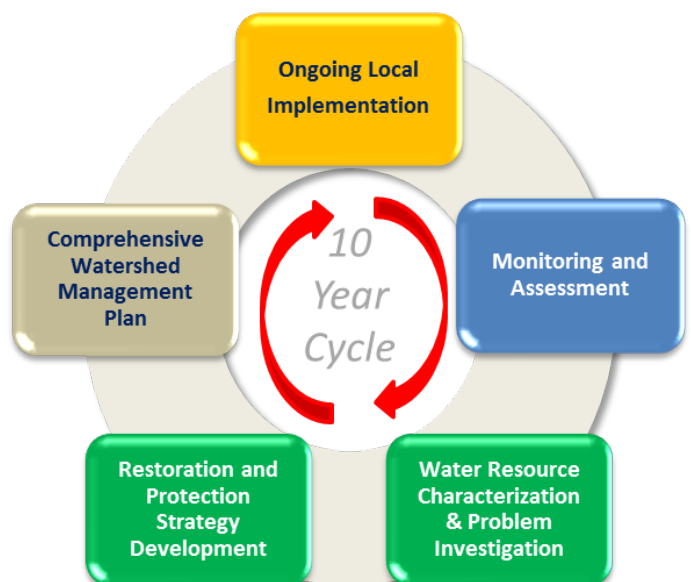 Ongoing Local
Implementation
Monitoring and
Assessment
Water Resource
Characterization
& Problem
Investigation
Restoration and
Protection
Strategy
Development
Comprehensive
Watershed
Management
Plan
10
Year
Cycle